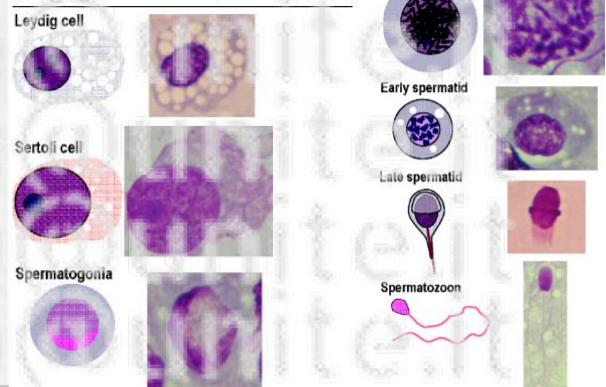 Leydig cell
Sertoli cell
Spermatogonia
Early spermatid
Late spermatid
Spermatozoon